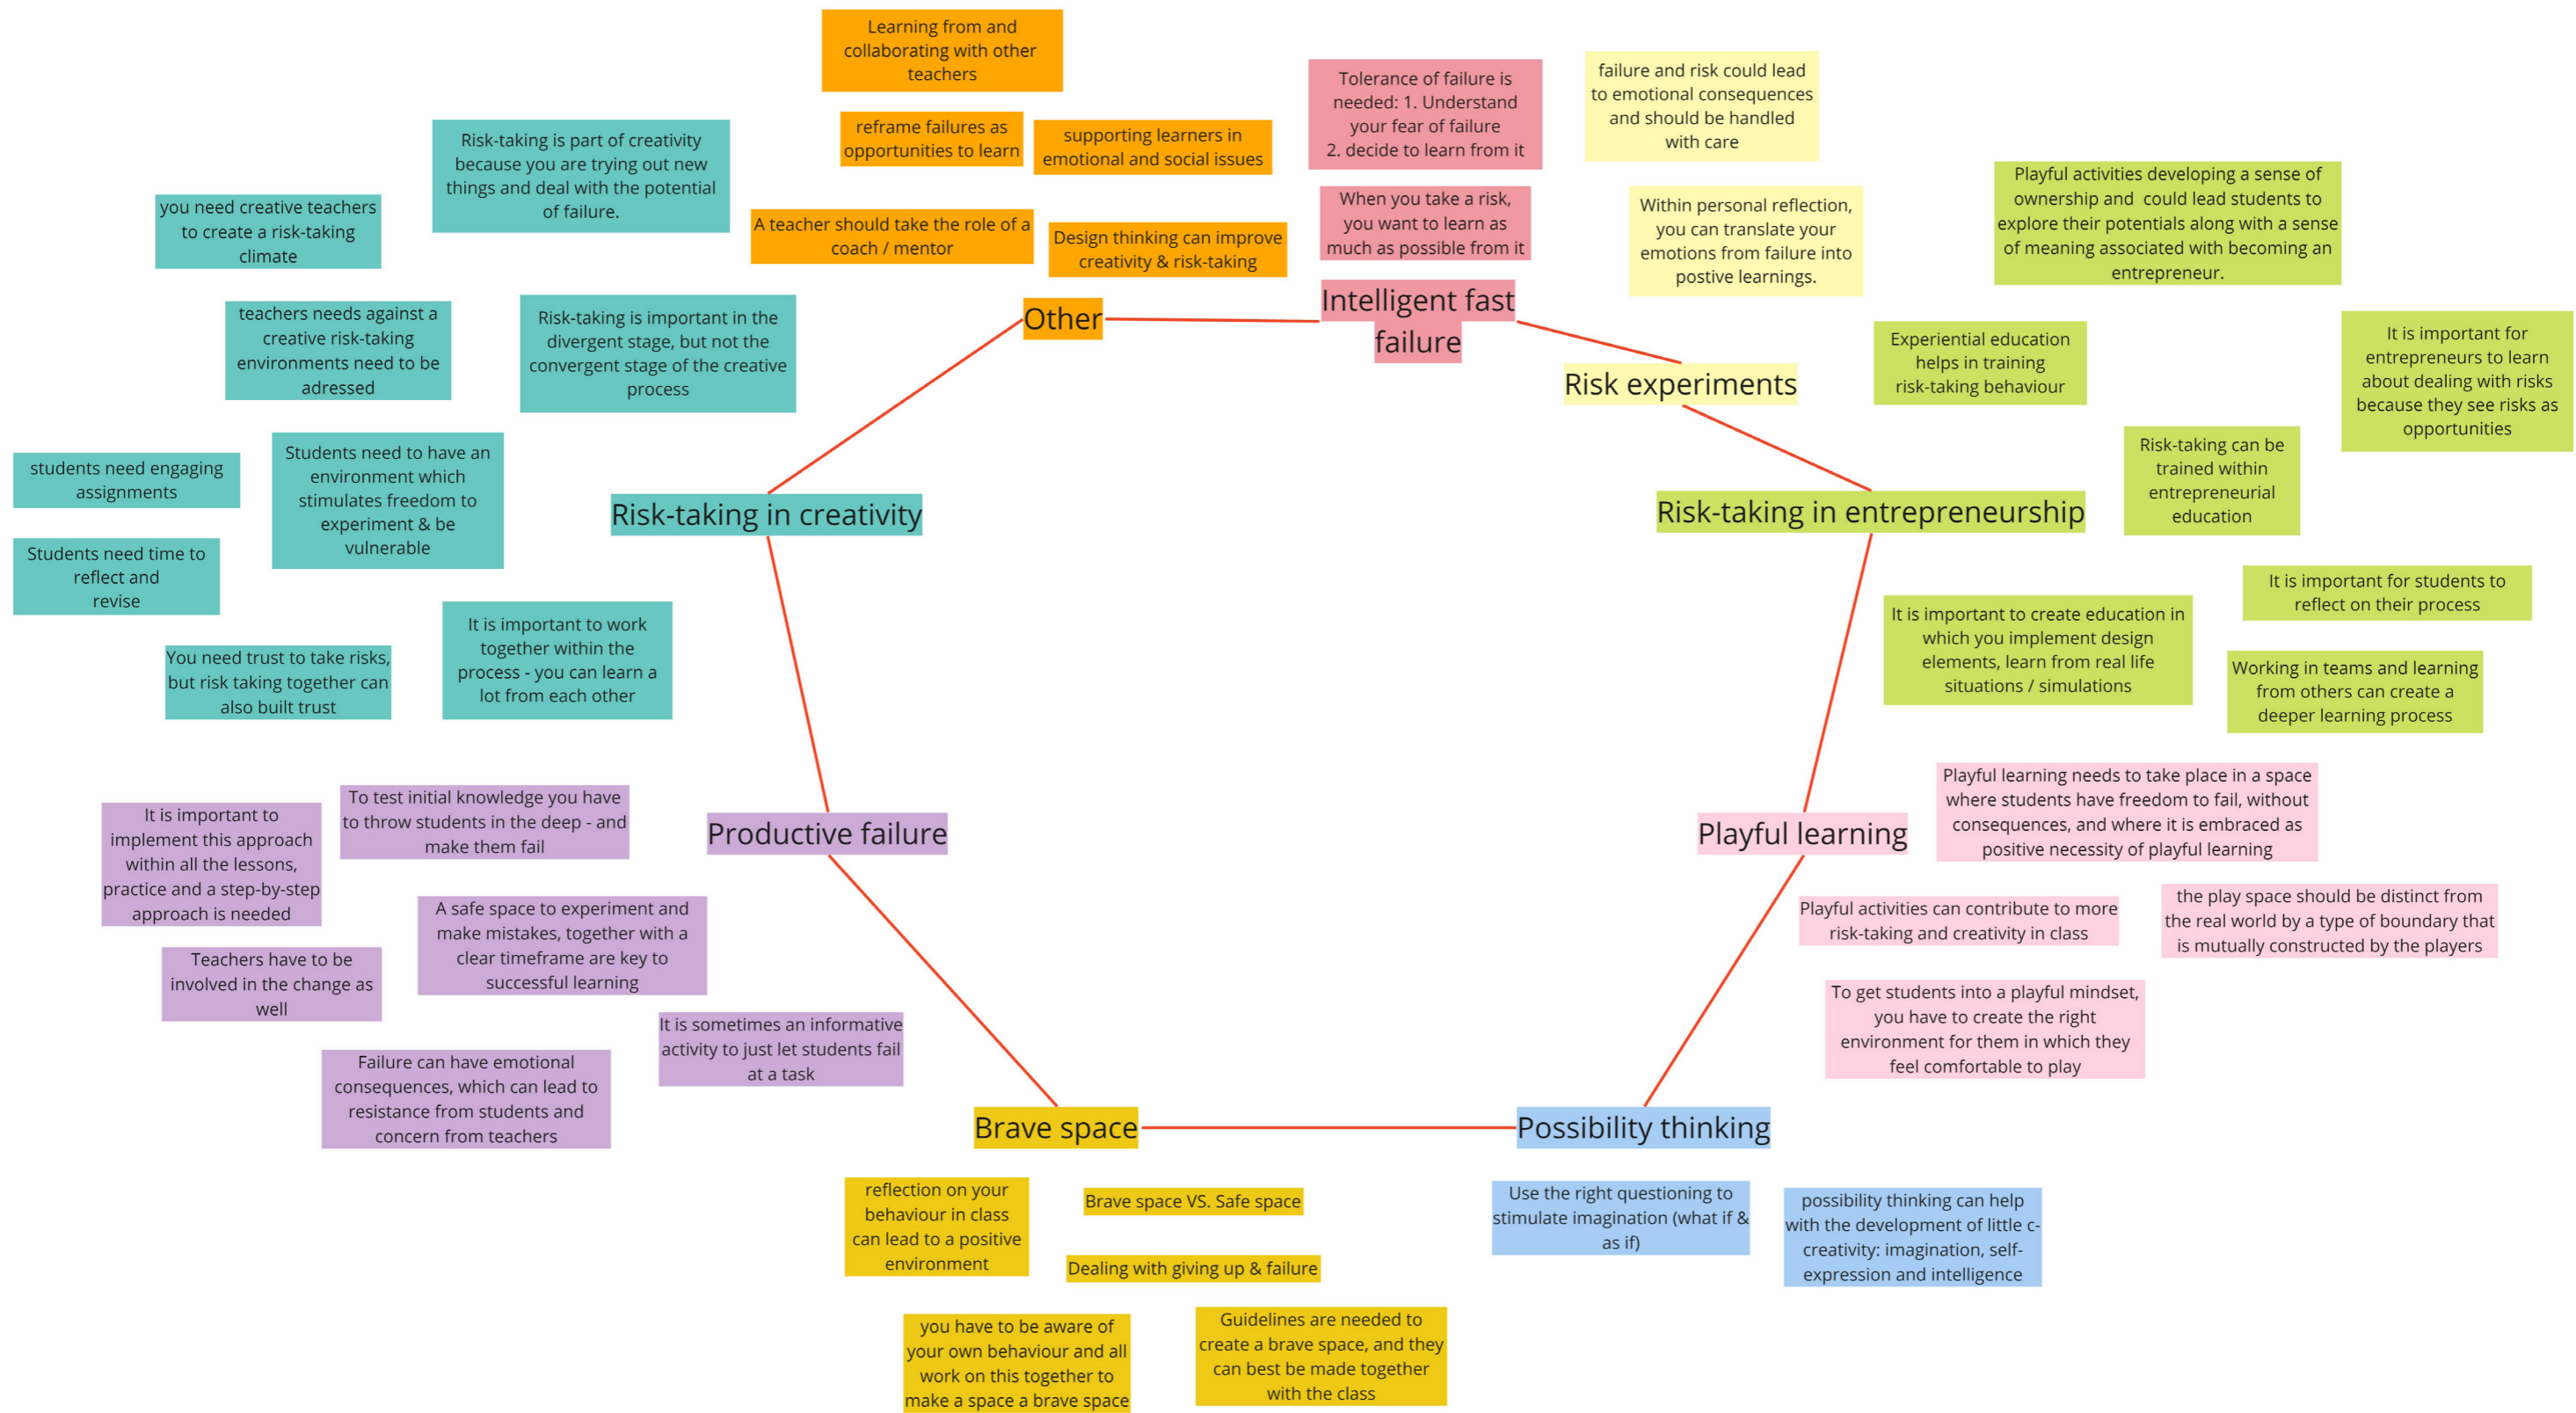 Learning from and
collaborating with other
teachers
reframe failures as
opportunities to learn
supporting learners in
emotional and social issues
A teacher should take the role of a
coach / mentor
Design thinking can improve
creativity & risk-taking
Other
Tolerance of failure is
needed: 1. Understand
your fear of failure
2. decide to learn from it
When you take a risk,
you want to learn as
much as possible from it
Intelligent fast
failure
failure and risk could lead
to emotional consequences
and should be handled
with care
Within personal reflection,
you can translate your
emotions from failure into
postive learnings.
Risk experiments
Playful activities developing a sense of
ownership and could lead students to
explore their potentials along with a sense
of meaning associated with becoming an
entrepreneur.
Experiential education
helps in training
risk-taking behaviour
It is important for
entrepreneurs to learn
about dealing with risks
because they see risks as
opportunities
Risk-taking can be
trained within
entrepreneurial
education
Risk-taking in entrepreneurship
It is important for students to
reflect on their process
It is important to create education in
which you implement design
elements, learn from real life
situations / simulations
Working in teams and learning
from others can create a
deeper learning process
Playful learning needs to take place in a space
where students have freedom to fail, without
consequences, and where it is embraced as
positive necessity of playful learning
Playful learning
Playful activities can contribute to more
risk-taking and creativity in class
the play space should be distinct from
the real world by a type of boundary that
is mutually constructed by the players
To get students into a playful mindset,
you have to create the right
environment for them in which they
feel comfortable to play
Possibility thinking
Use the right questioning to
stimulate imagination (what if &
as if)
possibility thinking can help
with the development of little c-
creativity: imagination, self-
expression and intelligence
Brave space
reflection on your
behaviour in class
can lead to a positive
environment
Brave space VS. Safe space
Dealing with giving up & failure
you have to be aware of
your own behaviour and all
work on this together to
make a space a brave space
Guidelines are needed to
create a brave space, and they
can best be made together
with the class
Productive failure
To test initial knowledge you have
to throw students in the deep - and
make them fail
It is important to
implement this approach
within all the lessons,
practice and a step-by-step
approach is needed
A safe space to experiment and
make mistakes, together with a
clear timeframe are key to
successful learning
Teachers have to be
involved in the change as
well
It is sometimes an informative
activity to just let students fail
at a task
Failure can have emotional
consequences, which can lead to
resistance from students and
concern from teachers
Risk-taking in creativity
Risk-taking is part of creativity
because you are trying out new
things and deal with the potential
of failure.
you need creative teachers
to create a risk-taking
climate
teachers needs against a
creative risk-taking
environments need to be
adressed
Risk-taking is important in the
divergent stage, but not the
convergent stage of the creative
process
students need engaging
assignments
Students need to have an
environment which
stimulates freedom to
experiment & be
vulnerable
Students need time to
reflect and
revise
It is important to work
together within the
process - you can learn a
lot from each other
You need trust to take risks,
but risk taking together can
also built trust